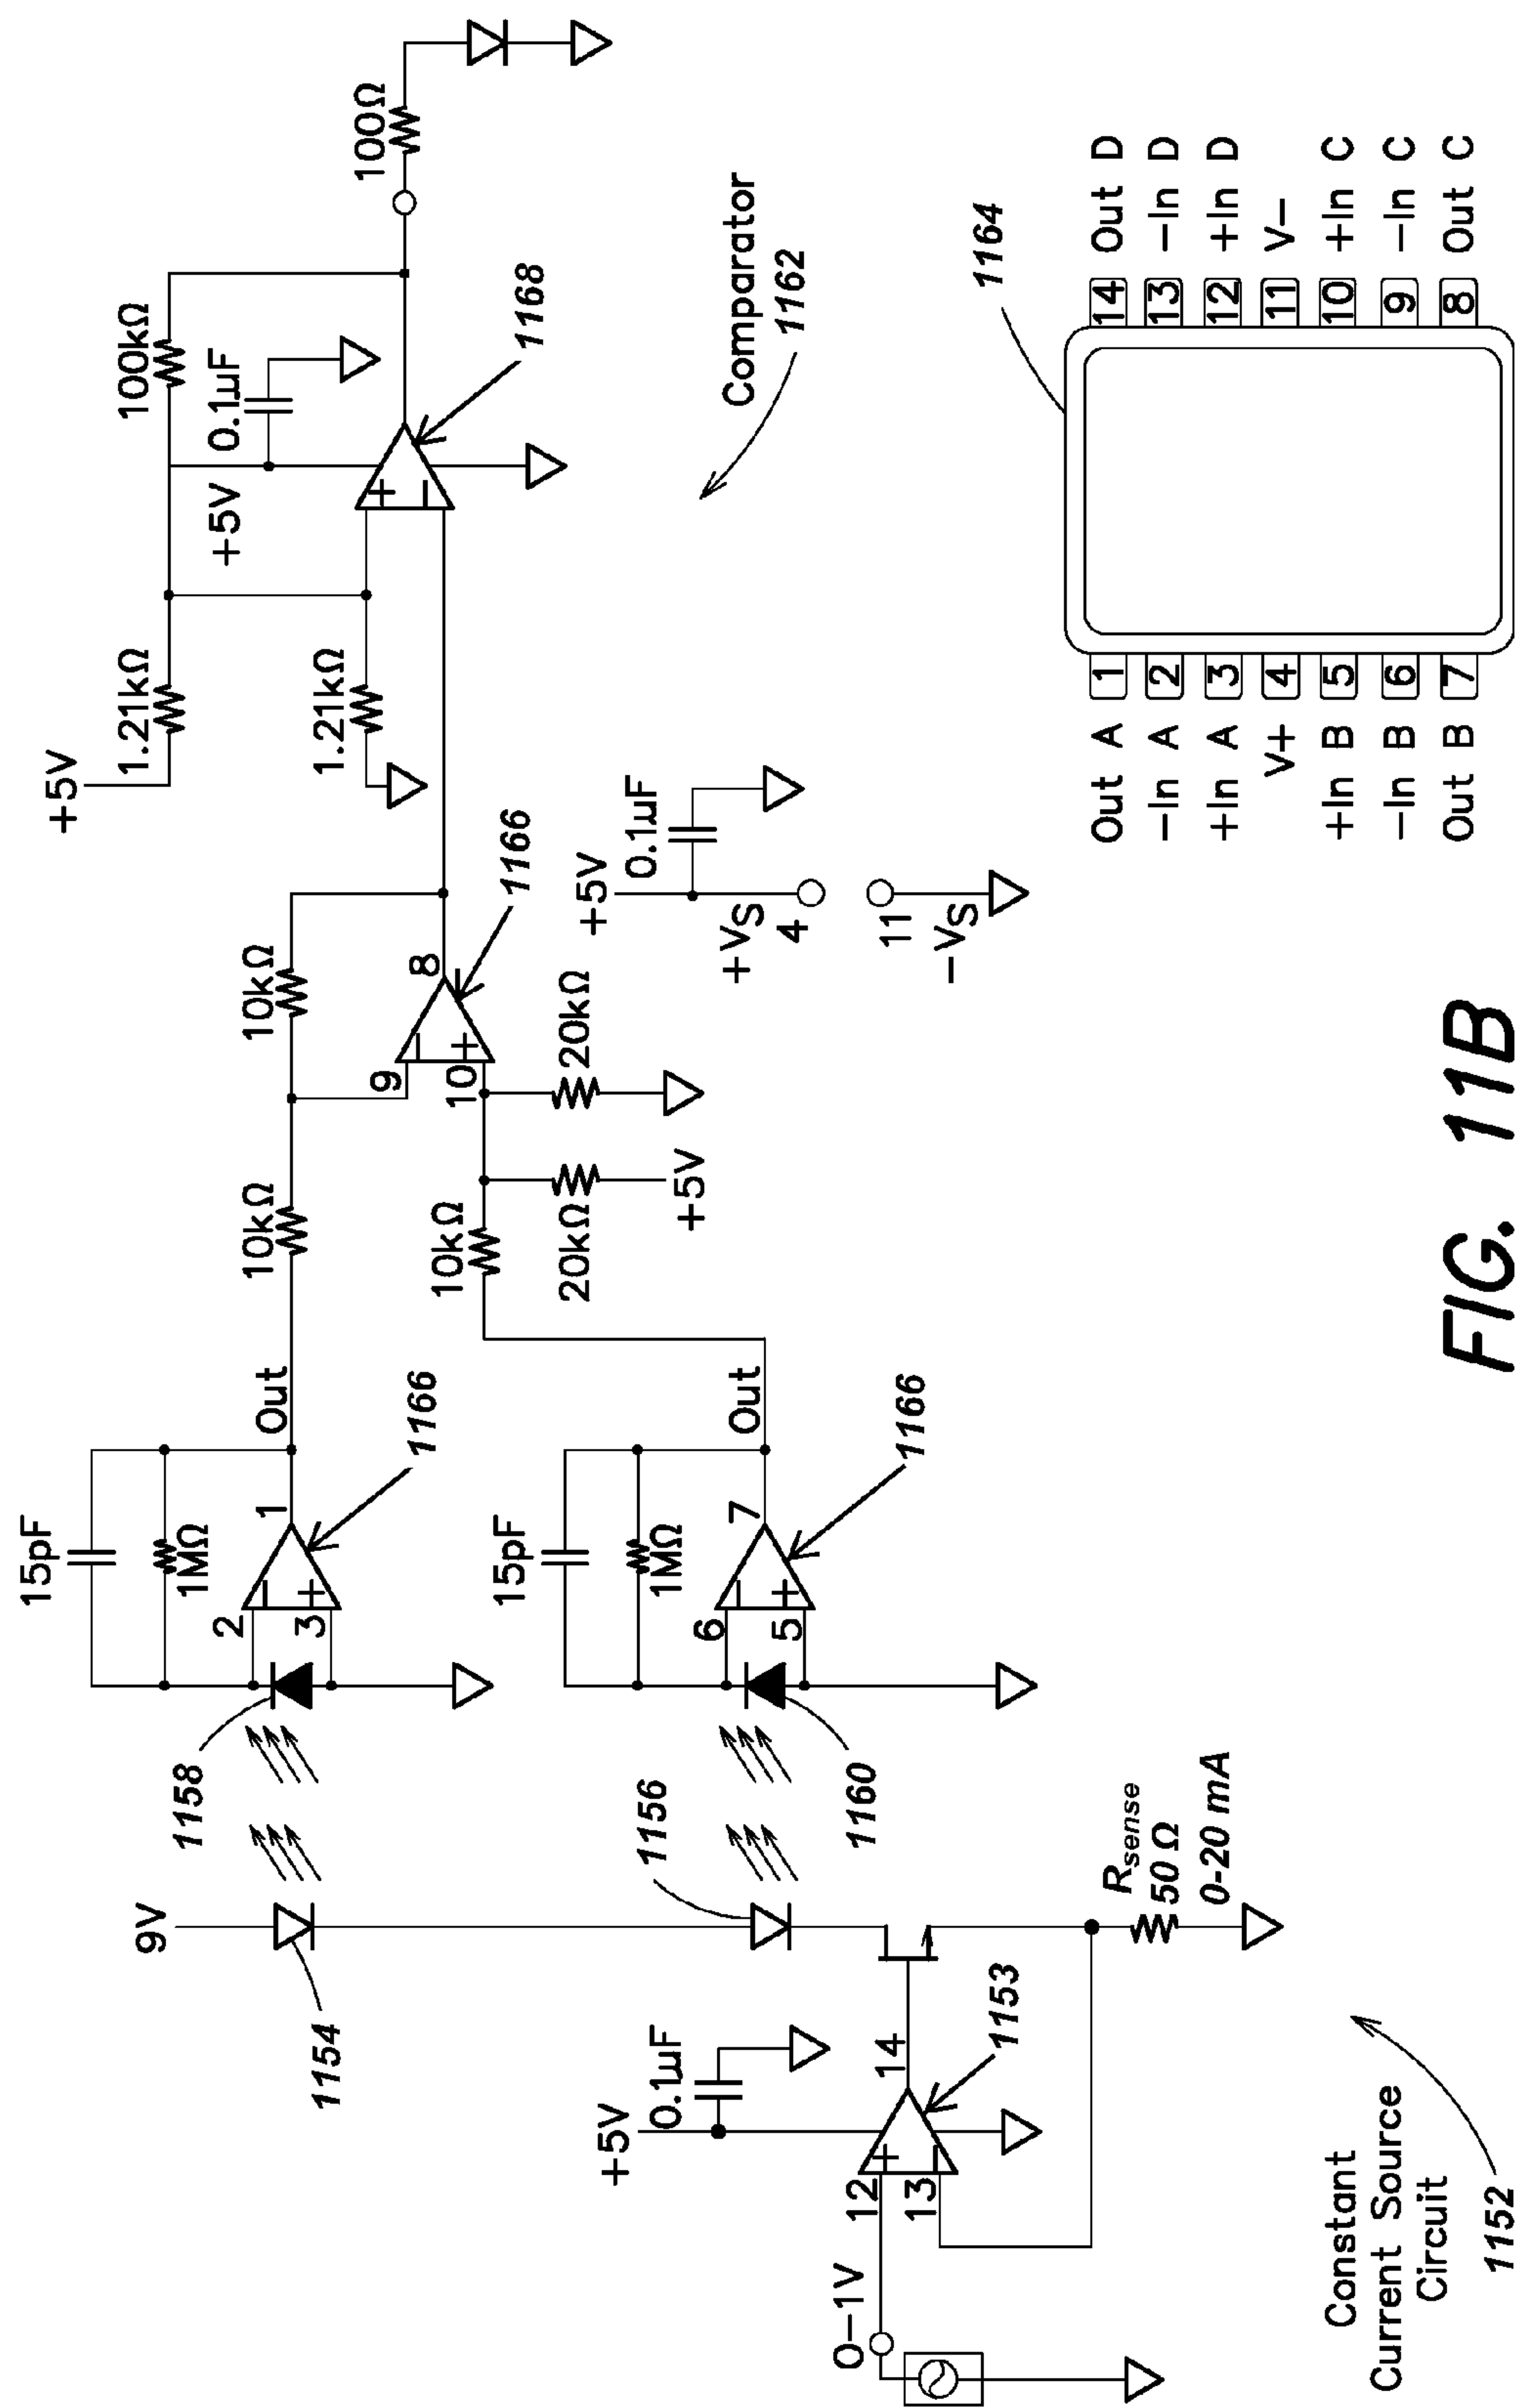 +5V
1.21kΩ
100kΩ
0.1µF
+5V
+
−
1.21kΩ
100Ω
1168
Comparator
1162
15pF
1MΩ
2
3
−
+
1
Out
1166
10kΩ
10kΩ
9
10
−
+
8
1166
10kΩ
20kΩ
+5V
20kΩ
+5V
0.1µF
+VS
4
11
−VS
9V
1154
1158
15pF
1MΩ
6
5
−
+
7
Out
1166
1156
1160
+5V
0.1µF
0−1V
12
13
+
−
14
1153
Rsense
50 Ω
0-20 mA
Constant
Current Source
Circuit
1152
1164
Out A 1 14 Out D
−In A 2 13 −In D
+In A 3 12 +In D
V+ 4 11 V−
+In B 5 10 +In C
−In B 6 9 −In C
Out B 7 8 Out C
FIG. 11B